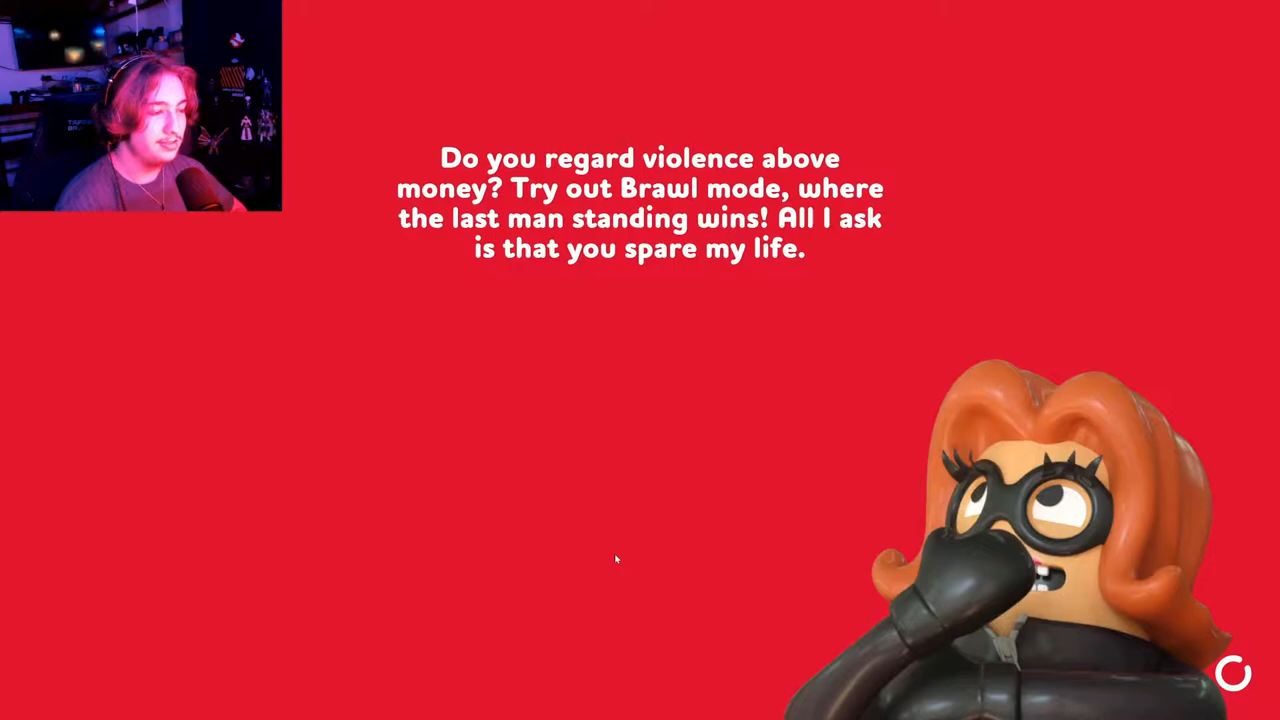 Do you regard violence above
money? Try out Brawl mode, where
the last man standing wins! All I ask
is that you spare my life.